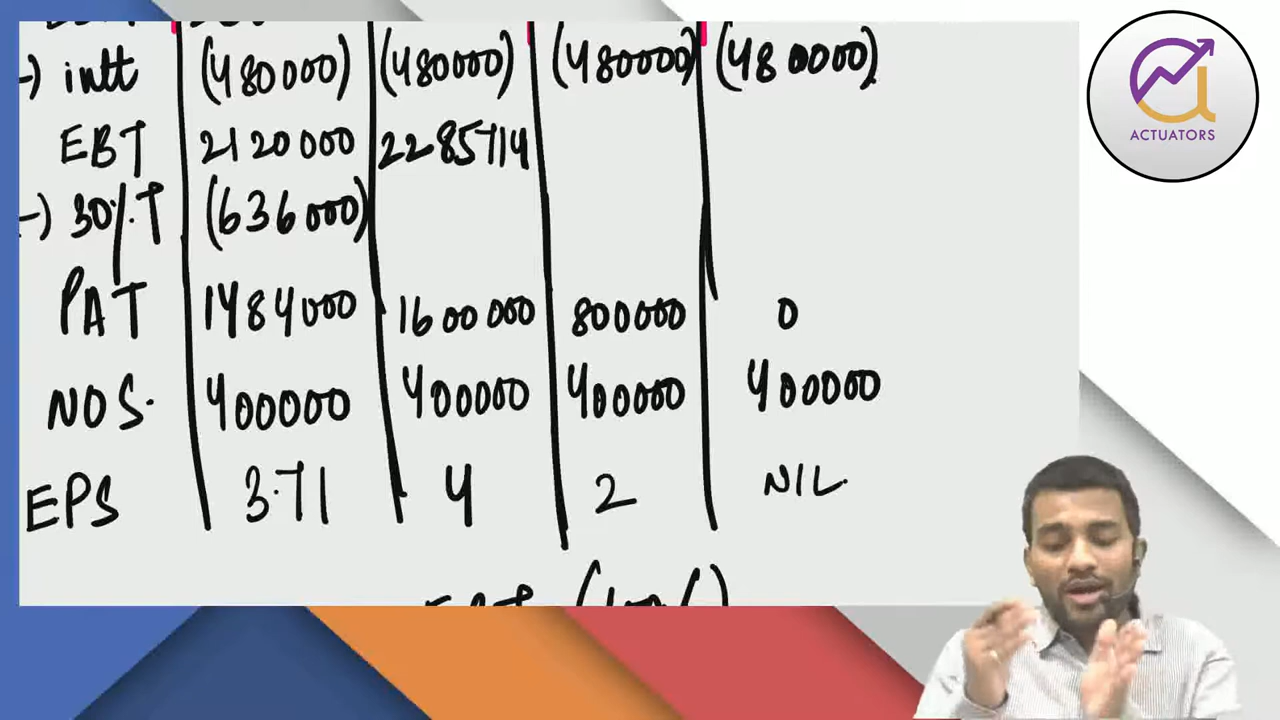 -) intt (480000) (480000) (480000) (480000)
EBT 2120000 2285714
-) 30%T (636000)
PAT 1484000 1600000 800000 0
NOS. 400000 400000 400000 400000
EPS 3.71 4 2 NIL.
ACTUATORS